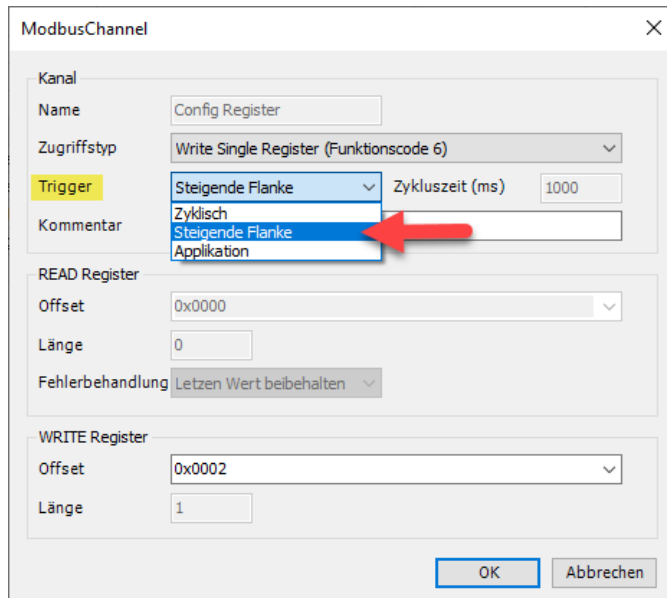 ModbusChannel
Kanal
Name Config Register
Zugriffstyp Write Single Register (Funktionscode 6)
Trigger Steigende Flanke Zykluszeit (ms) 1000
Zyklisch
Kommentar Steigende Flanke
Applikation
READ Register
Offset 0x0000
Länge 0
Fehlerbehandlung Letzen Wert beibehalten
WRITE Register
Offset 0x0002
Länge 1
OK Abbrechen